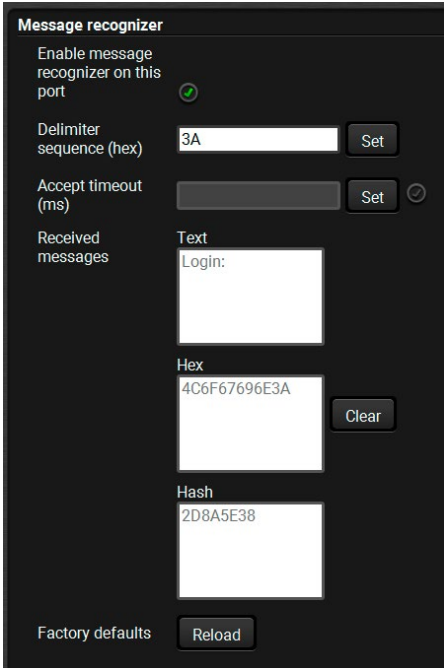 Message recognizer
Enable message
recognizer on this
port
Delimiter
sequence (hex)
3A
Set
Accept timeout
(ms)
Set
Received
messages
Text
Login:
Hex
4C6F67696E3A
Clear
Hash
2D8A5E38
Factory defaults
Reload